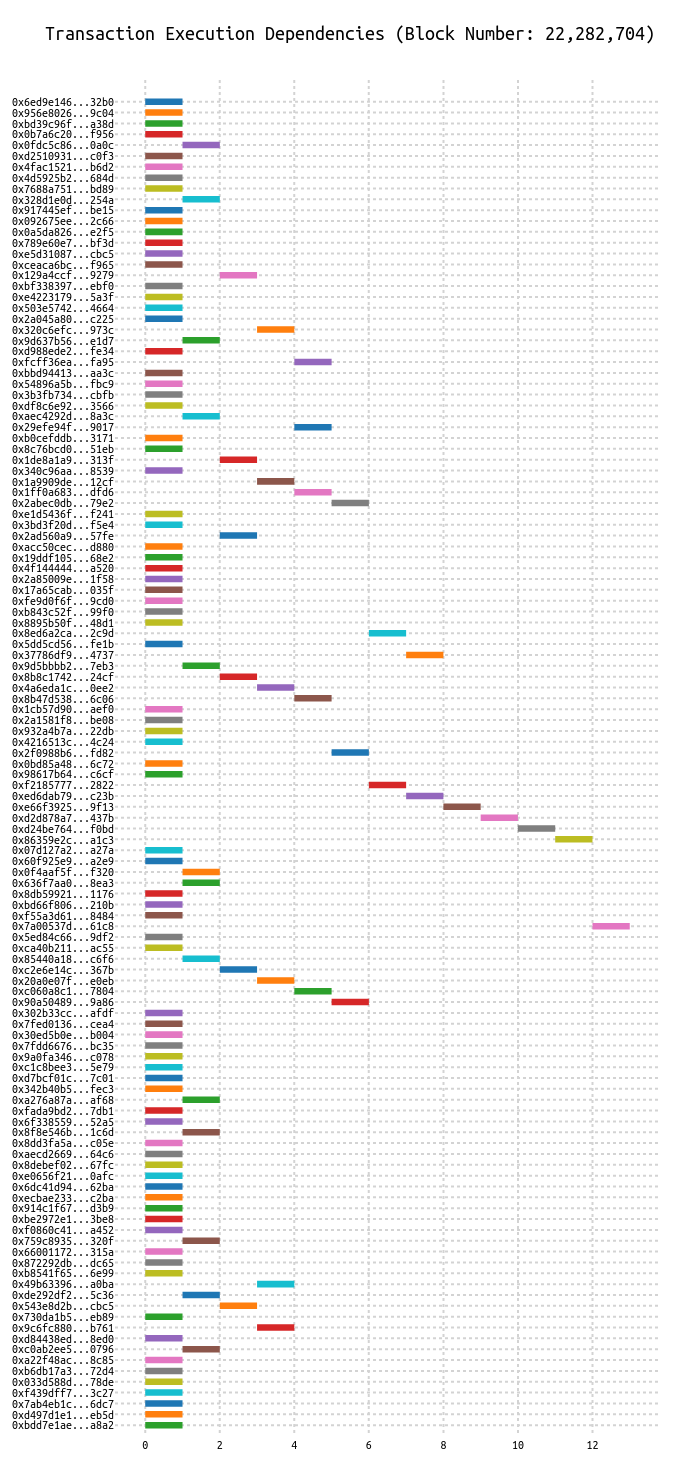 Transaction Execution Dependencies (Block Number: 22,282,704)
0x6ed9e146...32b0
0x956e8026...9c04
0xbd39c96f...a38d
0x0b7a6c20...f956
0x0fdc5c86...0a0c
0xd2510931...c0f3
0x4fac1521...b6d2
0x4d5925b2...684d
0x7688a751...bd89
0x328d1e0d...254a
0x917445ef...be15
0x092675ee...2c66
0x0a5da826...e2f5
0x789e60e7...bf3d
0xe5d31087...cbc5
0xceaca6bc...f965
0x129a4ccf...9279
0xbf338397...ebf0
0xe4223179...5a3f
0x503e5742...4664
0x2a045a80...c225
0x320c6efc...973c
0x9d637b56...e1d7
0xd988ede2...fe34
0xfcff36ea...fa95
0xbbd94413...aa3c
0x54896a5b...fbc9
0x3b3fb734...cbfb
0xdf8c6e92...3566
0xaec4292d...8a3c
0x29efe94f...9017
0xb0cefddb...3171
0x8c76bcd0...51eb
0x1de8a1a9...313f
0x340c96aa...8539
0x1a9909de...12cf
0x1ff0a683...dfd6
0x2abec0db...79e2
0xe1d5436f...f241
0x3bd3f20d...f5e4
0x2ad560a9...57fe
0xacc50cec...d880
0x19ddf105...68e2
0x4f144444...a520
0x2a85009e...1f58
0x17a65cab...035f
0xfe9d0f6f...9cd0
0xb843c52f...99f0
0x8895b50f...48d1
0x8ed6a2ca...2c9d
0x5dd5cd56...fe1b
0x37786df9...4737
0x9d5bbbb2...7eb3
0x8b8c1742...24cf
0x4a6eda1c...0ee2
0x8b47d538...6c06
0x1cb57d90...aef0
0x2a1581f8...be08
0x932a4b7a...22db
0x4216513c...4c24
0x2f0988b6...fd82
0x0bd85a48...6c72
0x98617b64...c6cf
0xf2185777...2822
0xed6dab79...c23b
0xe66f3925...9f13
0xd2d878a7...437b
0xd24be764...f0bd
0x86359e2c...a1c3
0x07d127a2...a27a
0x60f925e9...a2e9
0x0f4aaf5f...f320
0x636f7aa0...8ea3
0x8db59921...1176
0xbd66f806...210b
0xf55a3d61...8484
0x7a00537d...61c8
0x5ed84c66...9df2
0xca40b211...ac55
0x85440a18...c6f6
0xc2e6e14c...367b
0x20a0e07f...e0eb
0xc060a8c1...7804
0x90a50489...9a86
0x302b33cc...afdf
0x7fed0136...cea4
0x30ed5b0e...b004
0x7fdd6676...bc35
0x9a0fa346...c078
0xc1c8bee3...5e79
0xd7bcf01c...7c01
0x342b40b5...fec3
0xa276a87a...af68
0xfada9bd2...7db1
0x6f338559...52a5
0x8f8e546b...1c6d
0x8dd3fa5a...c05e
0xaecd2669...64c6
0x8debef02...67fc
0xe0656f21...0afc
0x6dc41d94...62ba
0xecbae233...c2ba
0x914c1f67...d3b9
0xbe2972e1...3be8
0xf0860c41...a452
0x759c8935...320f
0x66001172...315a
0x872292db...dc65
0xb8541f65...6e99
0x49b63396...a0ba
0xde292df2...5c36
0x543e8d2b...cbc5
0x730da1b5...eb89
0x9c6fc880...b761
0xd84438ed...8ed0
0xc0ab2ee5...0796
0xa22f48ac...8c85
0xb6db17a3...72d4
0x033d588d...78de
0xf439dff7...3c27
0x7ab4eb1c...6dc7
0xd497d1e1...eb5d
0xbdd7e1ae...a8a2
0 2 4 6 8 10 12